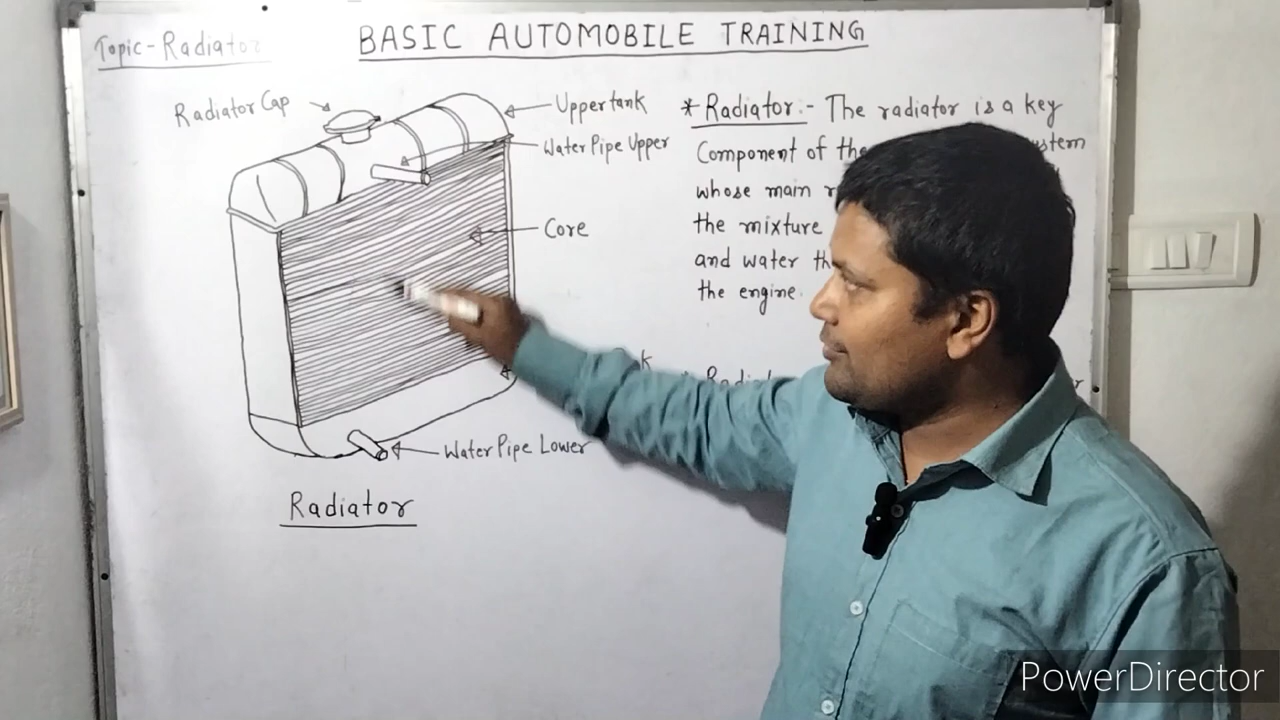 Topic-Radiator
BASIC AUTOMOBILE TRAINING
Radiator Cap
Upper tank
Water Pipe Upper
Core
Water Pipe Lower
Radiator
* Radiator:- The radiator is a key
Component of the
whose main
the mixture
and water
the engine.
PowerDirector